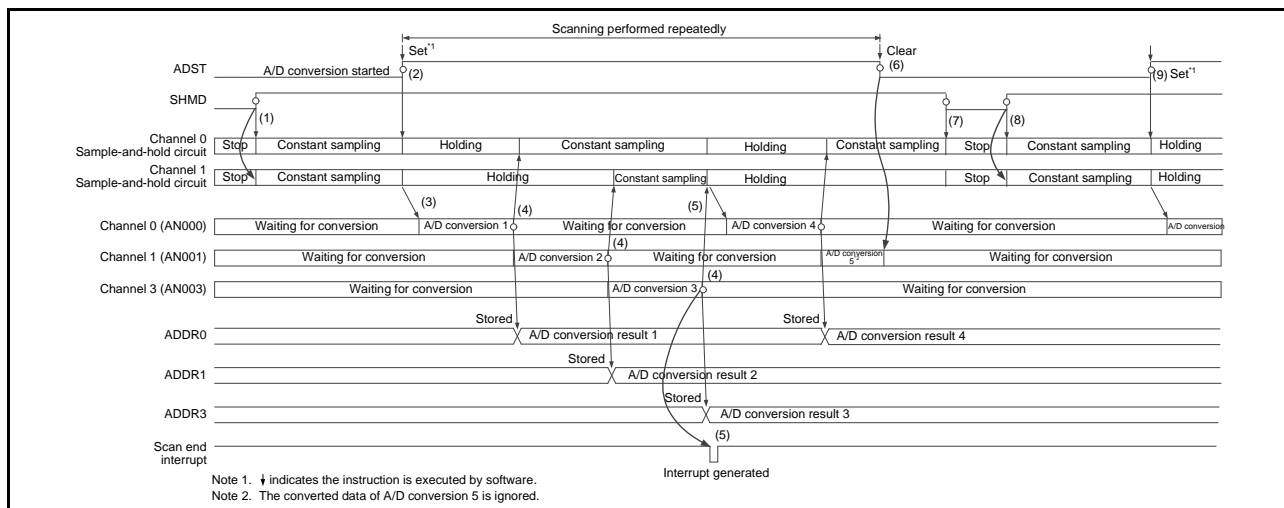 Scanning performed repeatedly
Set*1
Clear
ADST
A/D conversion started
(2)
(6)
(9) Set*1
SHMD
(1)
(7)
(8)
Channel 0
Sample-and-hold circuit
Stop
Constant sampling
Holding
Constant sampling
Holding
Constant sampling
Stop
Constant sampling
Holding
Channel 1
Sample-and-hold circuit
Stop
Constant sampling
Holding
Constant sampling
Holding
Stop
Constant sampling
Holding
(3)
(4)
(5)
Channel 0 (AN000)
Waiting for conversion
A/D conversion 1
Waiting for conversion
A/D conversion 4
Waiting for conversion
A/D conversion
(4)
Channel 1 (AN001)
Waiting for conversion
A/D conversion 2
Waiting for conversion
A/D conversion
5*2
Waiting for conversion
(4)
Channel 3 (AN003)
Waiting for conversion
A/D conversion 3
Waiting for conversion
Stored
Stored
ADDR0
A/D conversion result 1
A/D conversion result 4
Stored
ADDR1
A/D conversion result 2
Stored
ADDR3
A/D conversion result 3
(5)
Scan end
interrupt
Interrupt generated
Note 1. ↓ indicates the instruction is executed by software.
Note 2. The converted data of A/D conversion 5 is ignored.